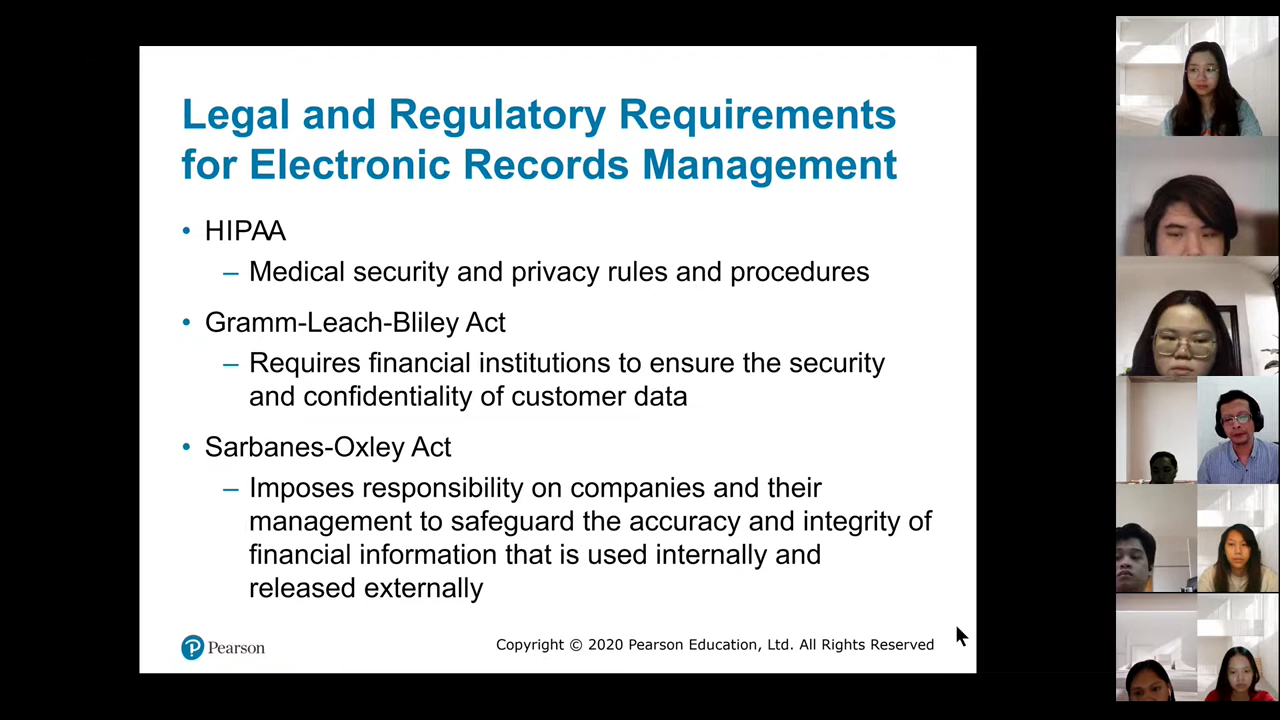 Legal and Regulatory Requirements
for Electronic Records Management
• HIPAA
– Medical security and privacy rules and procedures
• Gramm-Leach-Bliley Act
– Requires financial institutions to ensure the security
and confidentiality of customer data
• Sarbanes-Oxley Act
– Imposes responsibility on companies and their
management to safeguard the accuracy and integrity of
financial information that is used internally and
released externally
P Pearson
Copyright © 2020 Pearson Education, Ltd. All Rights Reserved